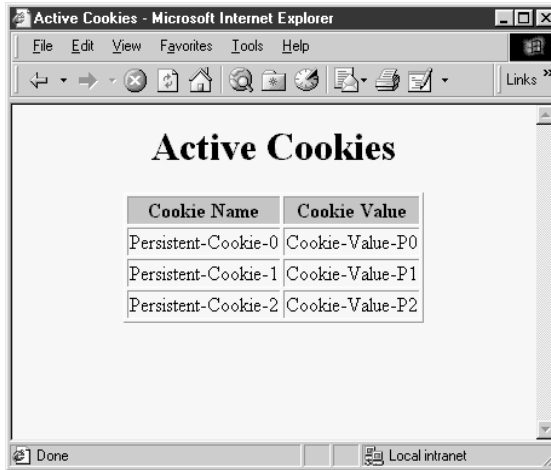 Active Cookies - Microsoft Internet Explorer
File Edit View Favorites Tools Help
Links »
Active Cookies
Cookie Name Cookie Value
Persistent-Cookie-0 Cookie-Value-P0
Persistent-Cookie-1 Cookie-Value-P1
Persistent-Cookie-2 Cookie-Value-P2
Done Local intranet